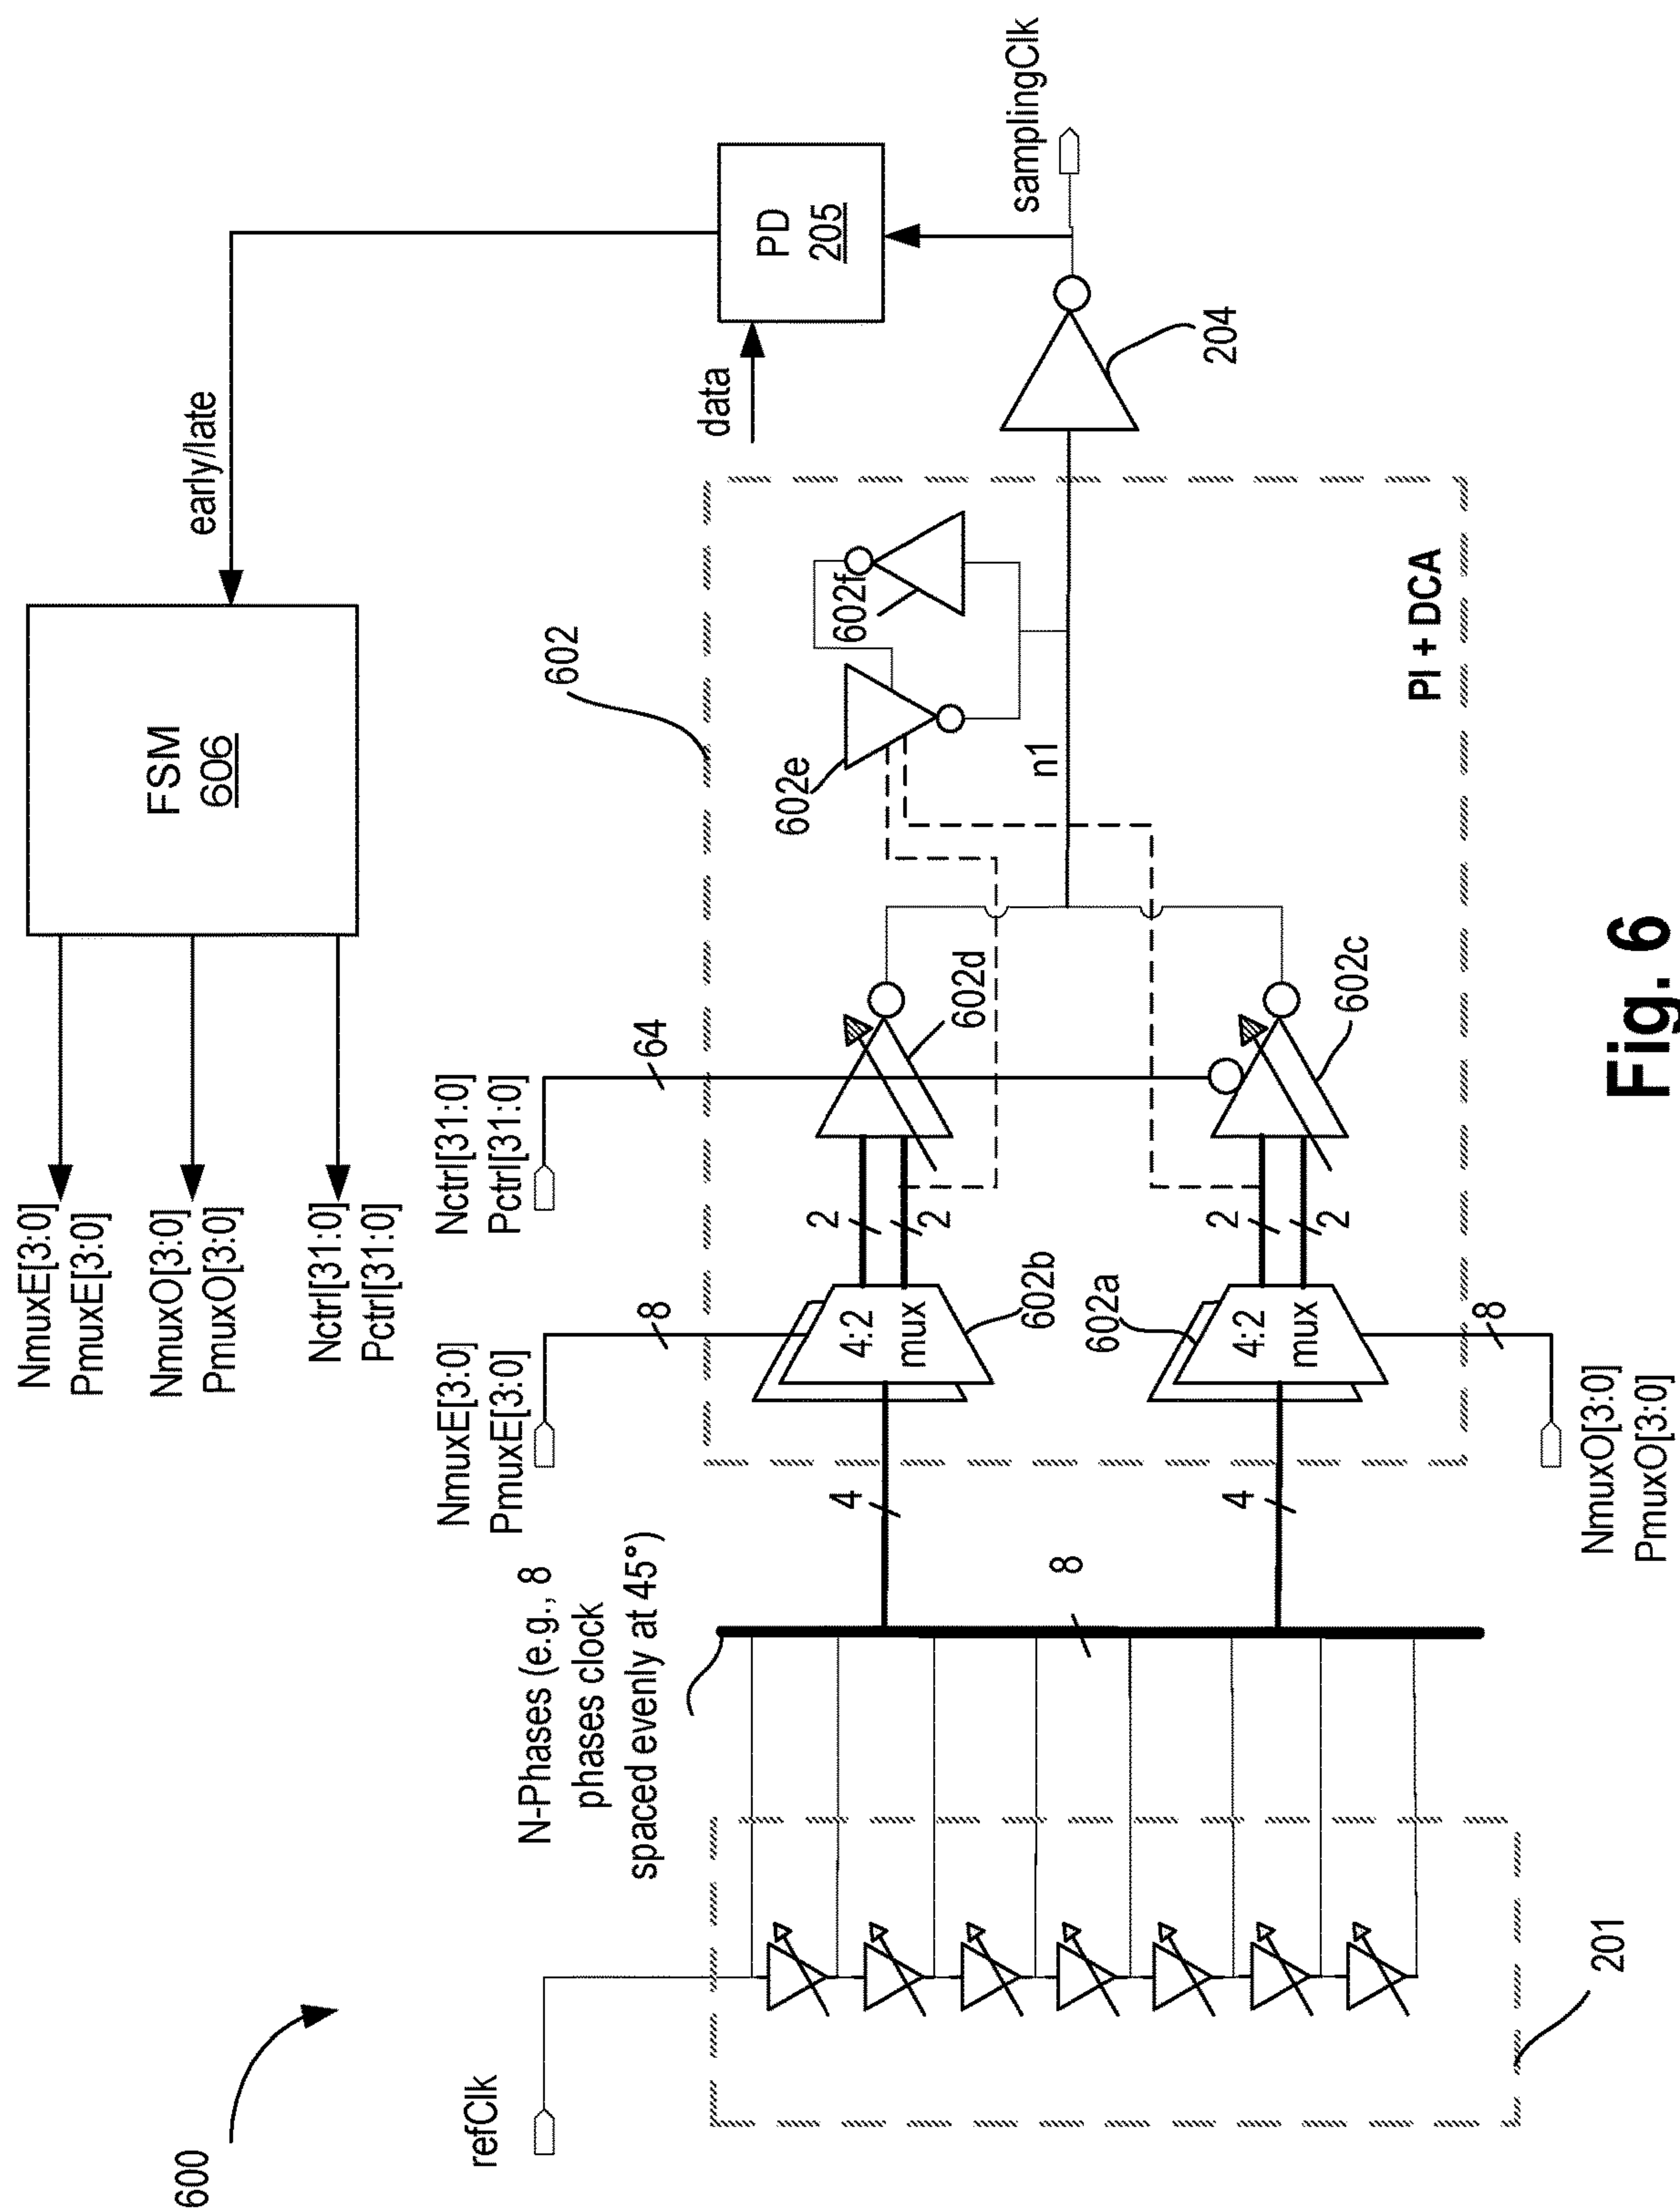 600
refClk
201
N-Phases (e.g., 8
phases clock
spaced evenly at 45°)
8
4
4
NmuxE[3:0]
PmuxE[3:0]
8
NmuxO[3:0]
PmuxO[3:0]
8
4:2
mux
602b
4:2
mux
602a
2
2
2
2
Nctrl[31:0]
Pctrl[31:0]
64
602d
602c
602
602e
602f
n1
PI + DCA
204
samplingClk
data
PD
205
early/late
FSM
606
NmuxE[3:0]
PmuxE[3:0]
NmuxO[3:0]
PmuxO[3:0]
Nctrl[31:0]
Pctrl[31:0]
Fig. 6